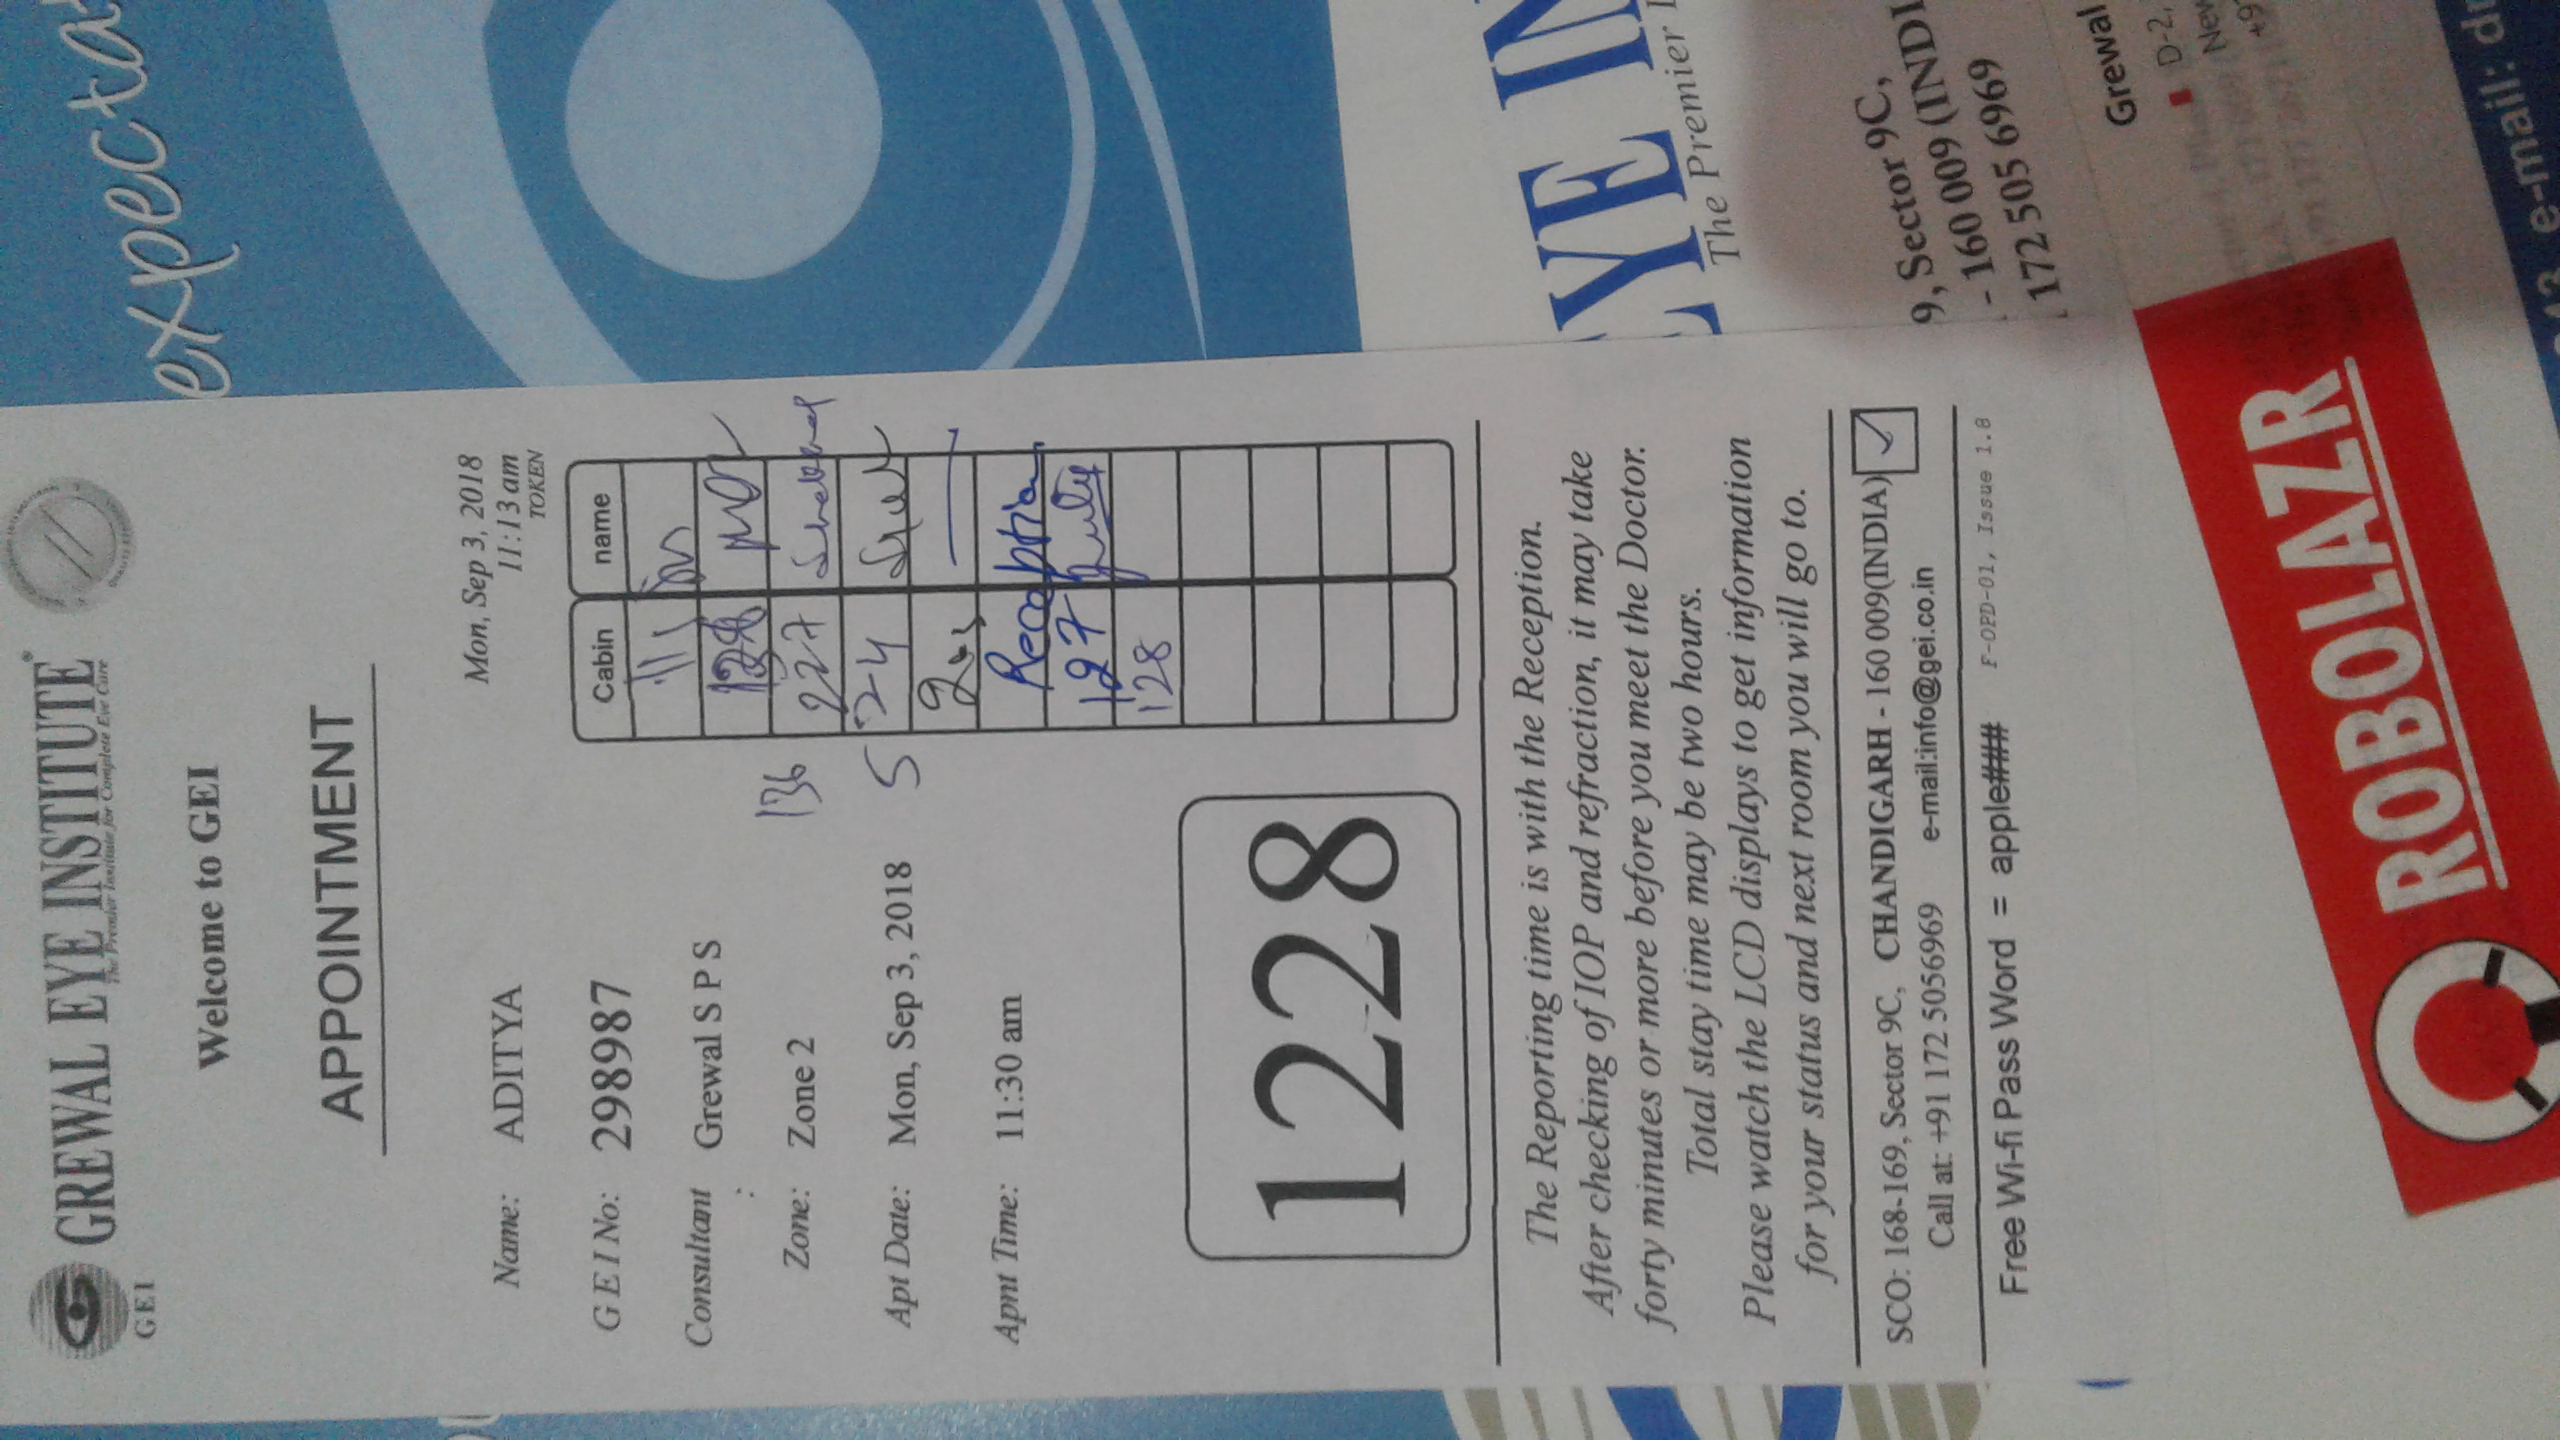 GREWAL EYE INSTITUTE®
The Premier Institute for Complete Eye Care
GEI
Welcome to GEI
APPOINTMENT
Mon, Sep 3, 2018
11:13 am
TOKEN
Name: ADITYA
GEI No: 298987
Consultant : Grewal S P S
Zone: Zone 2
Apt Date: Mon, Sep 3, 2018
Apnt Time: 11:30 am
Cabin name
111
128
136 227
5 24
Reception
127
128
1228
The Reporting time is with the Reception.
After checking of IOP and refraction, it may take
forty minutes or more before you meet the Doctor.
Total stay time may be two hours.
Please watch the LCD displays to get information
for your status and next room you will go to.
SCO: 168-169, Sector 9C, CHANDIGARH - 160 009(INDIA)
Call at: +91 172 5056969 e-mail:info@gei.co.in
Free Wi-fi Pass Word = apple### F-OPD-01, Issue 1.8
expectat
EYE IN
The Premier I
9, Sector 9C,
- 160 009 (INDI
172 505 6969
Grewal
D-2,
New
+9
ROBOLAZR
e-mail: dr